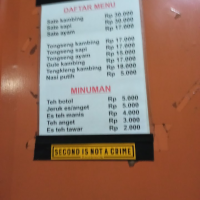 DAFTAR MENU
Sate kambing Rp 30.000
Sate sapi Rp 30.000
Sate ayam Rp 17.000
Tongseng kambing Rp 17.000
Tongseng sapi Rp 17.000
Tongseng ayam Rp 15.000
Gule kambing Rp 17.000
Tengkleng kambing Rp 18.000
Nasi putih Rp 5.000
MINUMAN
Teh botol Rp 5.000
Jeruk es/anget Rp 5.000
Es teh manis Rp 4.000
Teh anget Rp 3.000
Es teh tawar Rp 2.000
SECOND IS NOT A CRIME